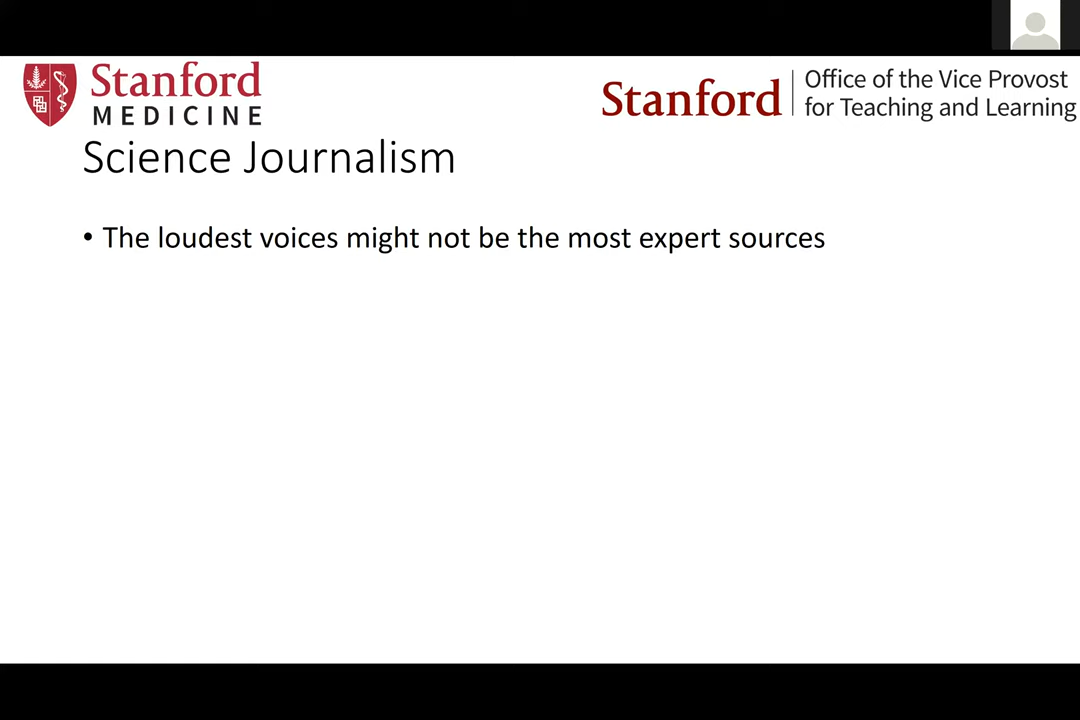 Stanford
MEDICINE
Stanford
Office of the Vice Provost
for Teaching and Learning
Science Journalism
• The loudest voices might not be the most expert sources